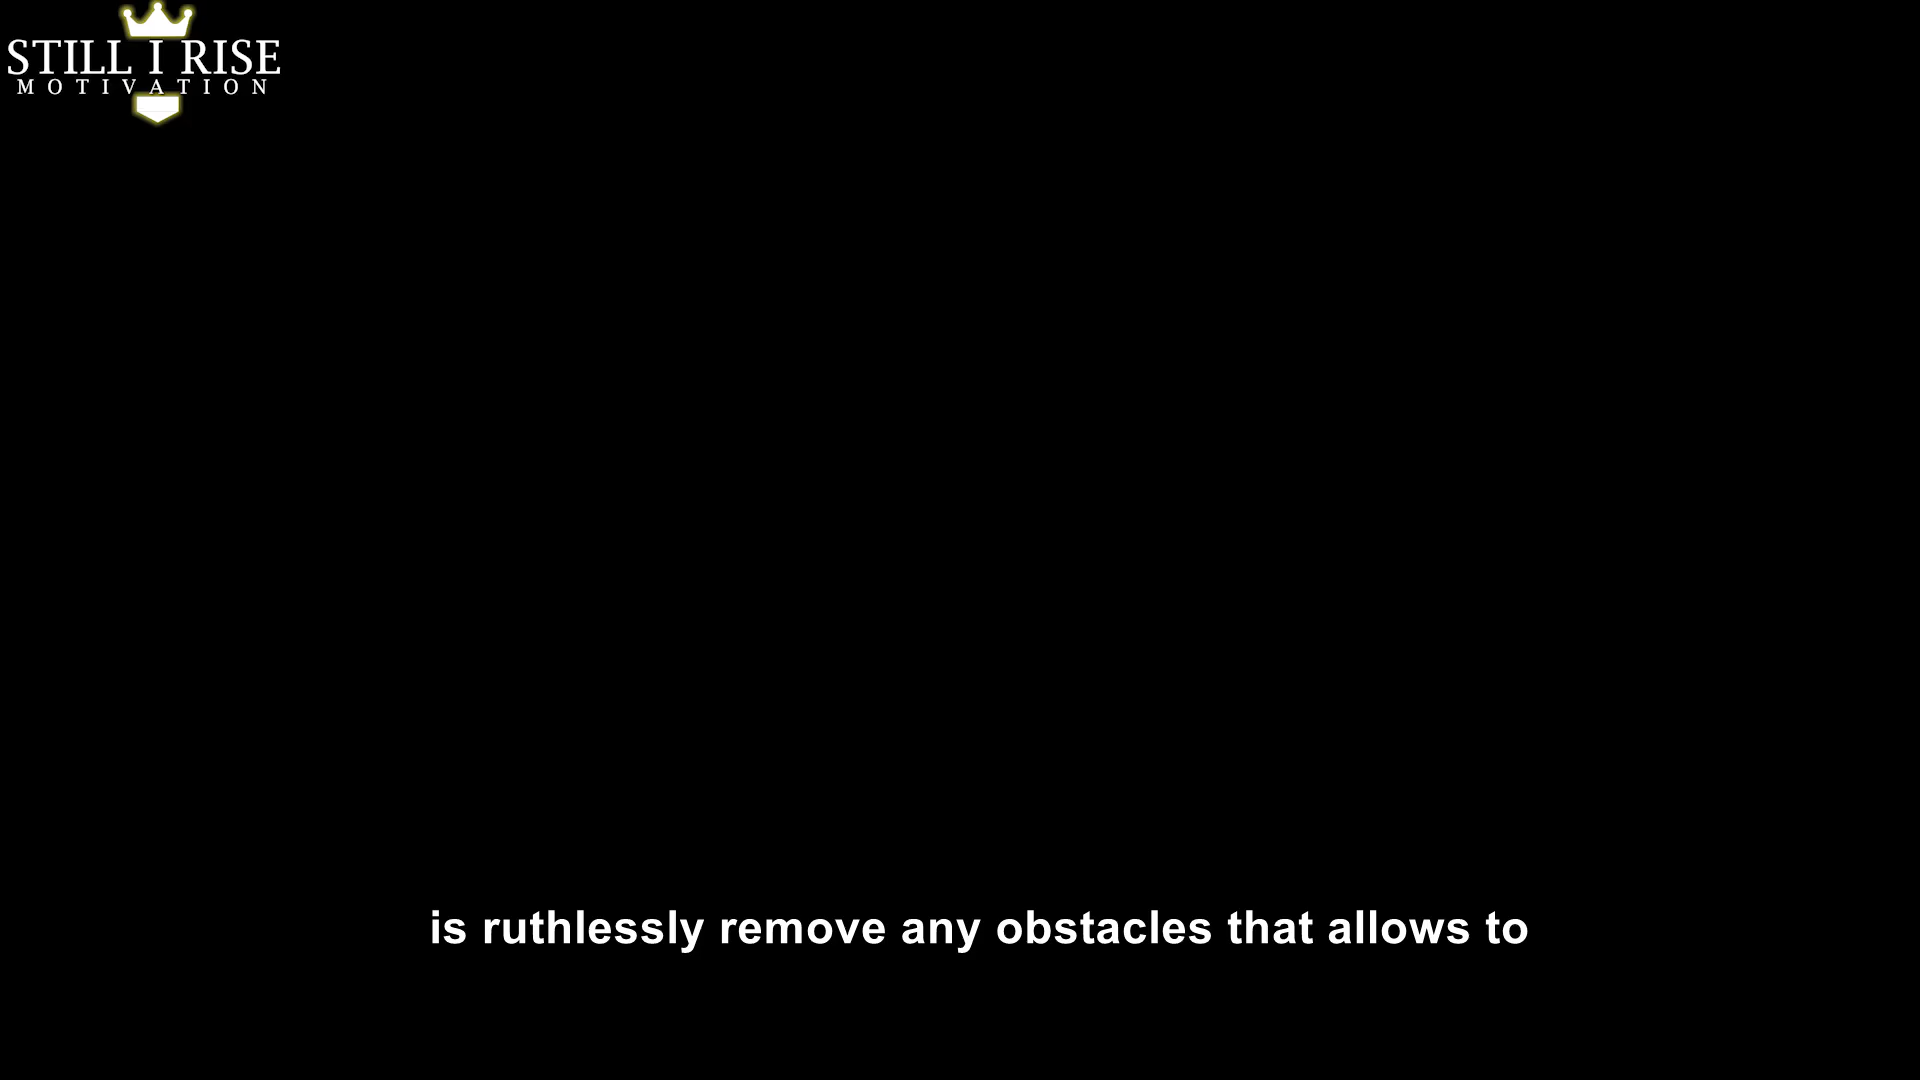 STILL I RISE
MOTIVATION
is ruthlessly remove any obstacles that allows to